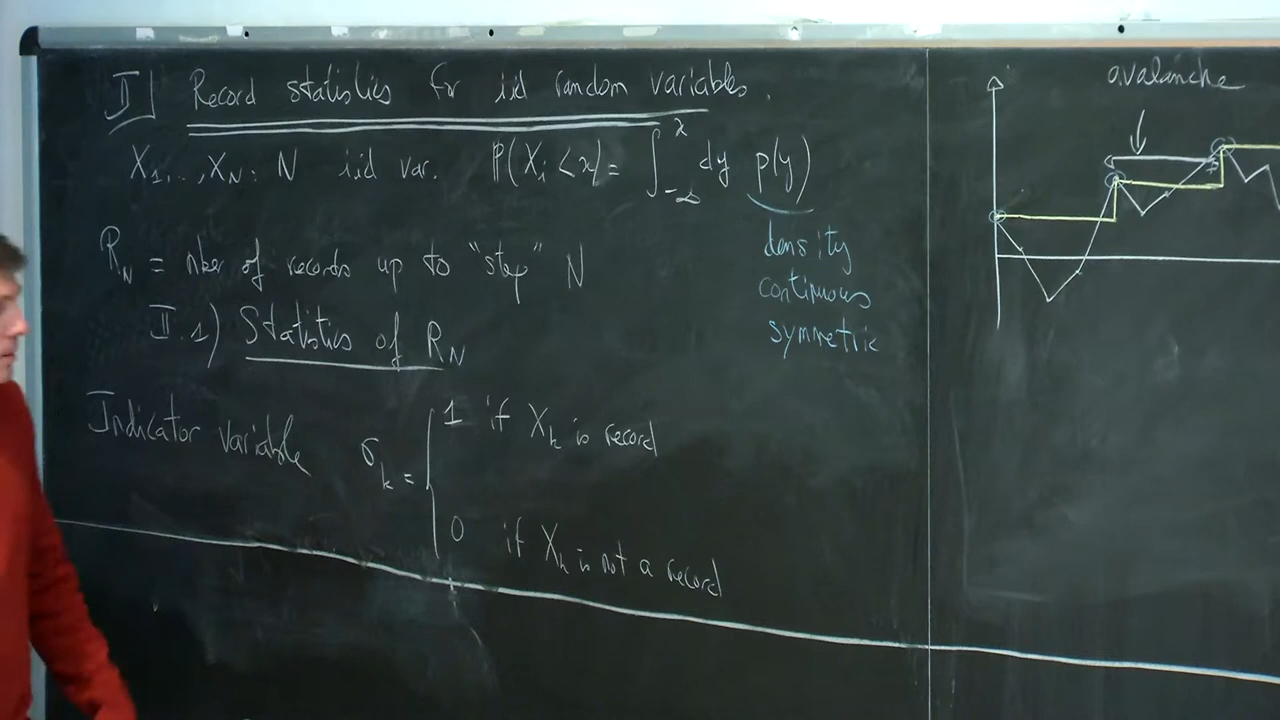 II] Record statistics for iid random variables.
X₁,..,X_N: N iid var. P(X_i < x) = ∫_{-∞}^{x} dy p(y)
density
continuous
symmetric
R_N = nber of records up to "step" N
II.1) Statistics of R_N
Indicator variable σ_k = { 1 if X_k is record
0 if X_k is not a record
avalanche